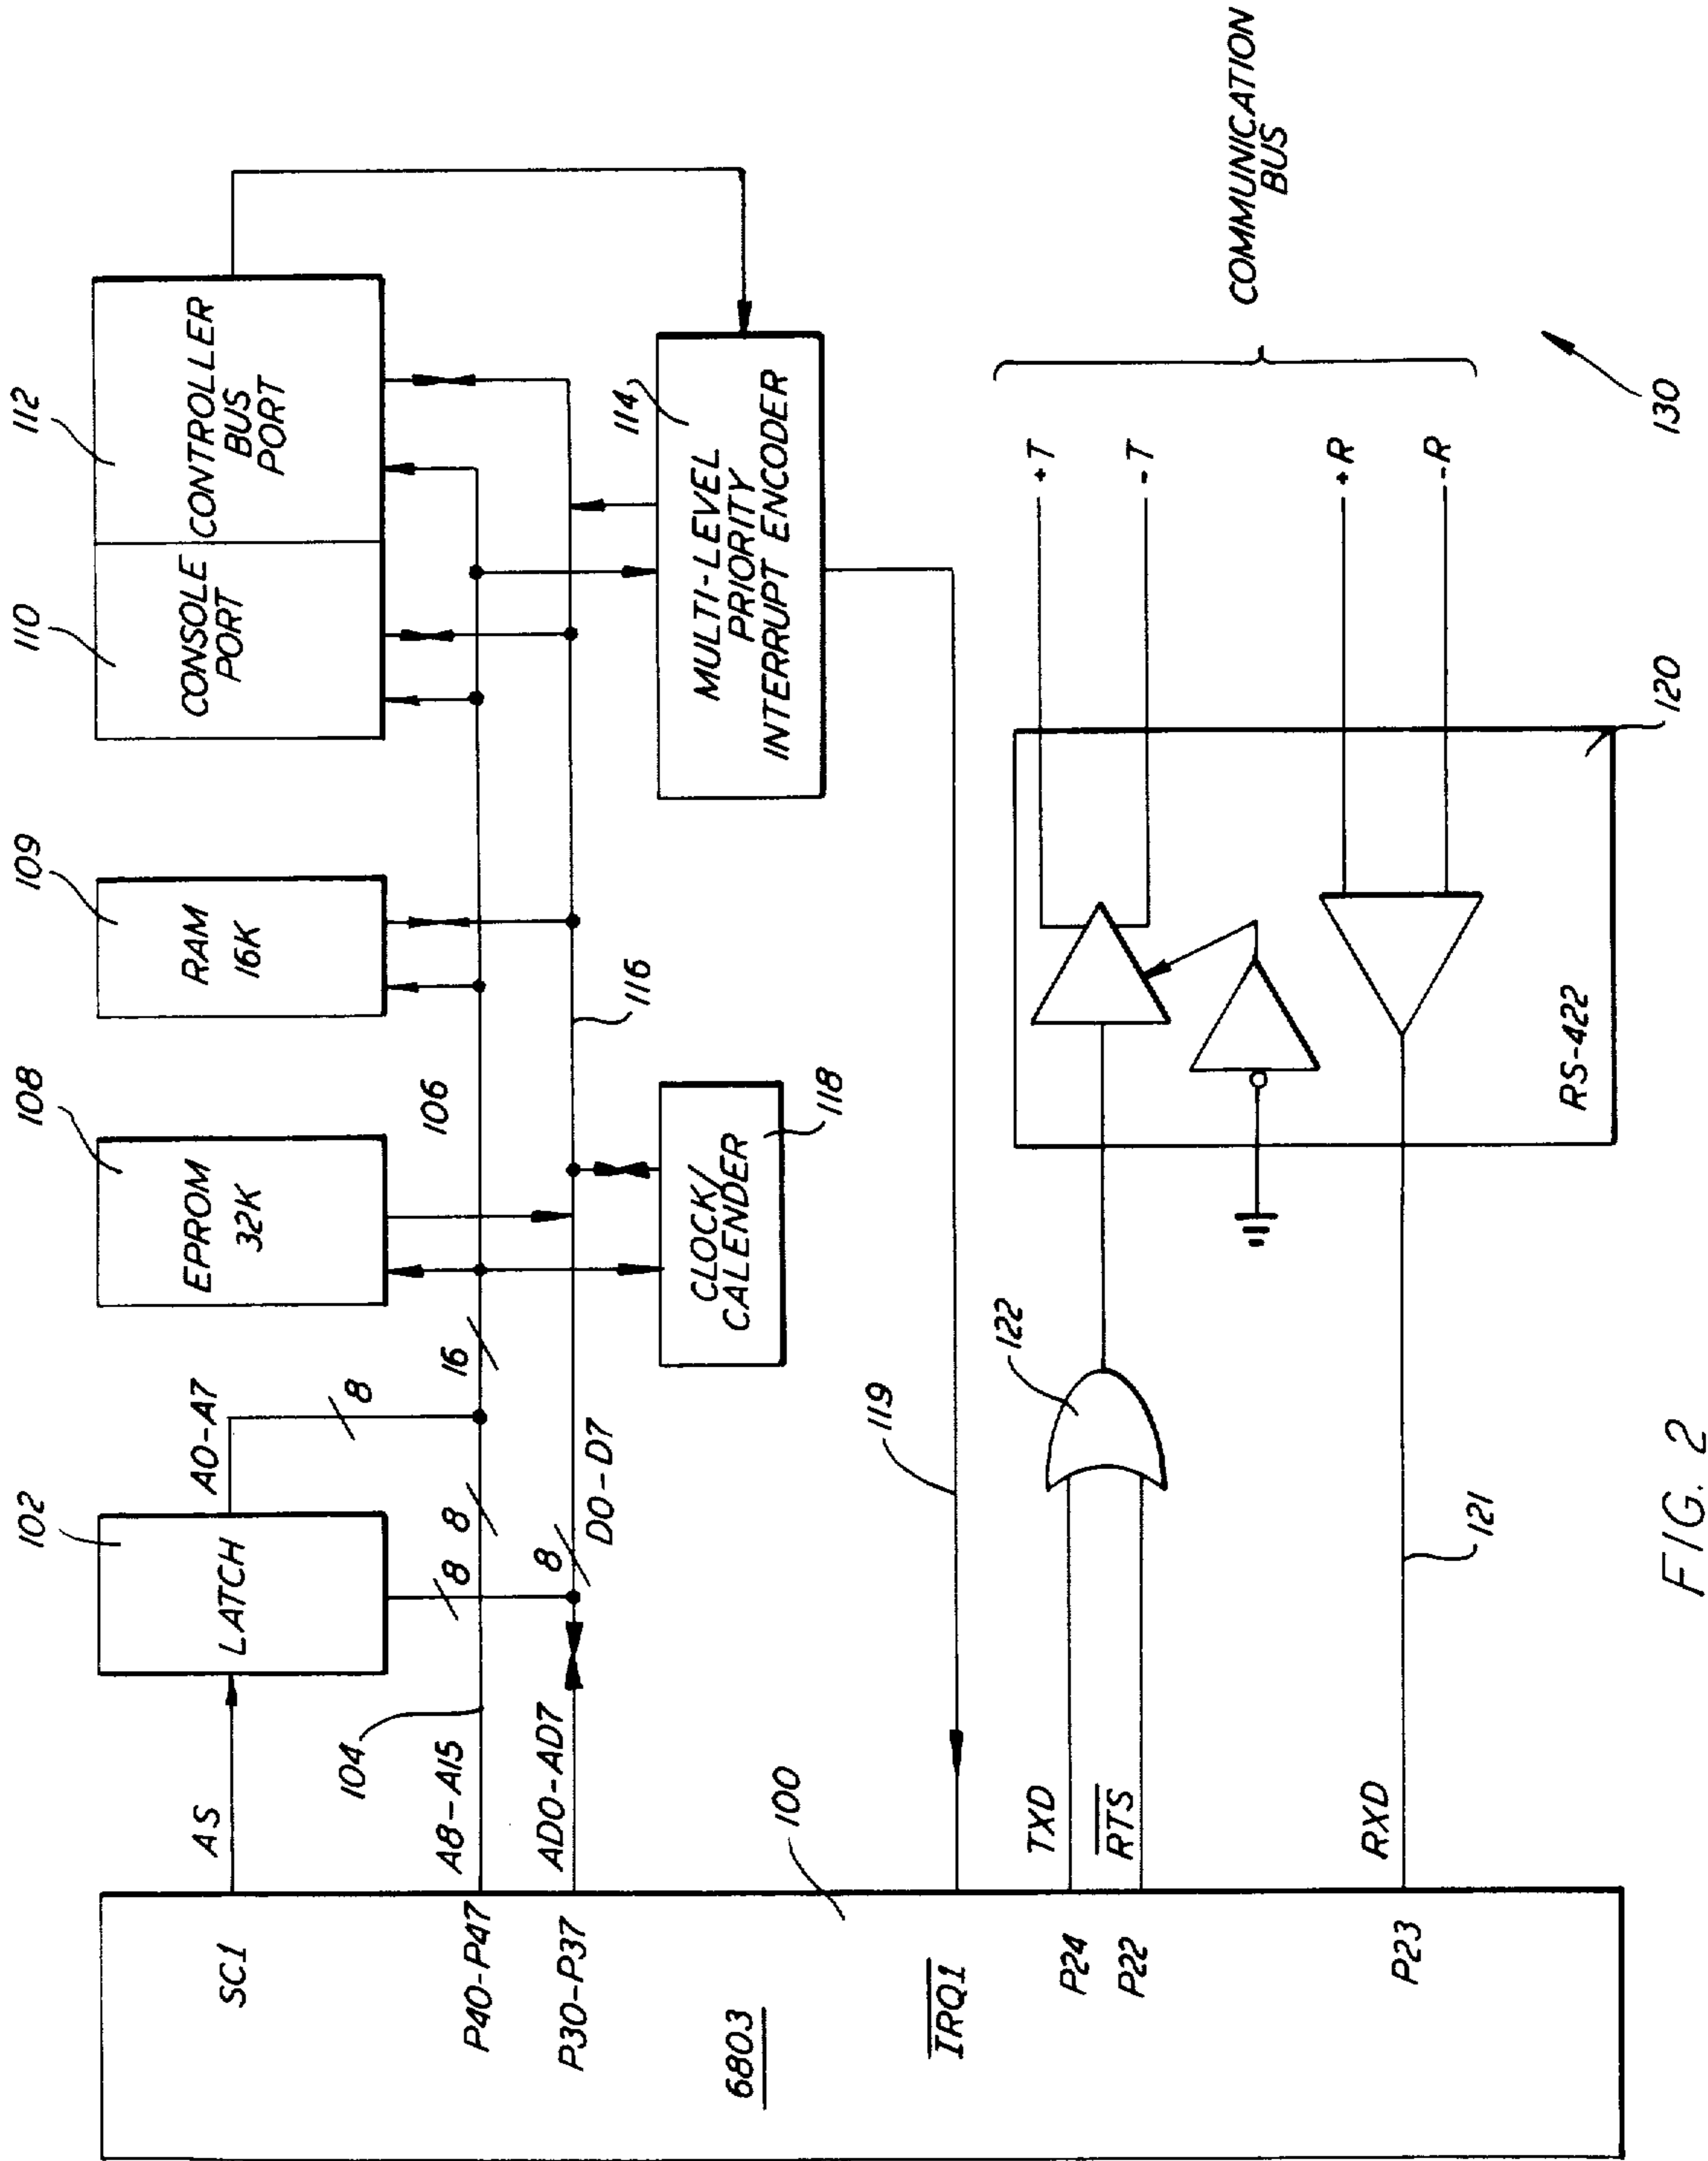 102
108
109
110
112
LATCH
EPROM
32K
RAM
16K
CONSOLE
PORT
CONTROLLER
BUS
PORT
SC1
AS
A0-A7
8
8
8
16
106
P40-P47
A8-A15
104
P30-P37
AD0-AD7
8
D0-D7
116
CLOCK/
CALENDER
118
MULTI-LEVEL
PRIORITY
INTERRUPT ENCODER
114
6803
100
IRQ1
119
P24
TXD
P22
RTS
122
P23
RXD
121
RS-422
120
+T
-T
+R
-R
COMMUNICATION
BUS
130
FIG. 2